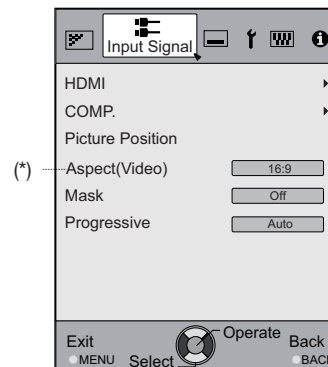 Input Signal
HDMI
COMP.
Picture Position
(*) Aspect(Video) 16:9
Mask Off
Progressive Auto
Exit Operate Back
MENU Select BACK